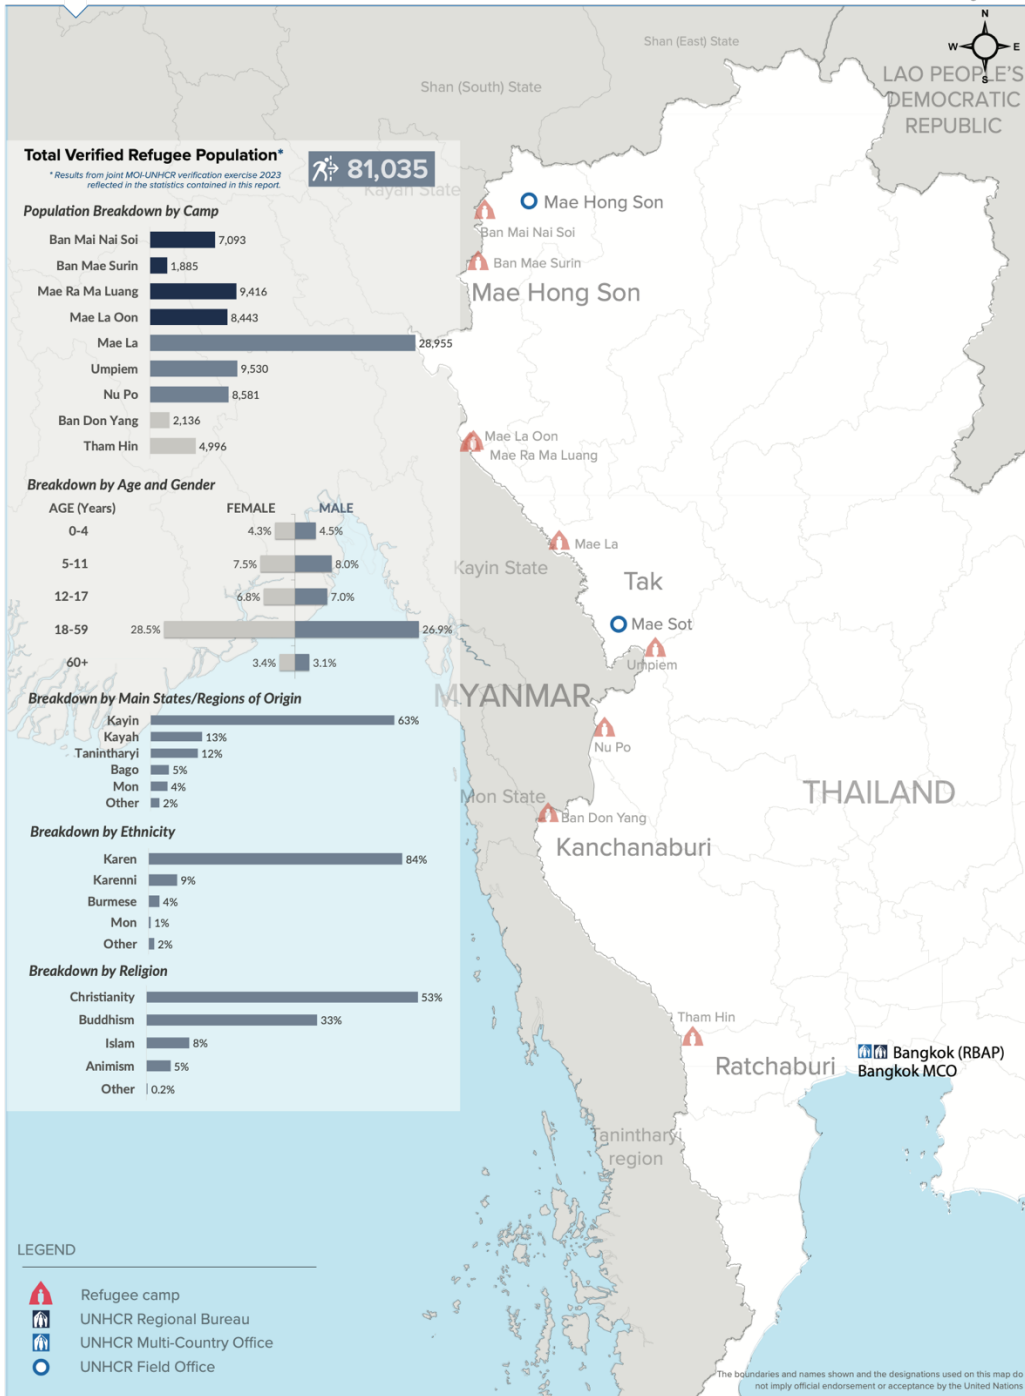 Total Verified Refugee Population*
* Results from joint MOI-UNHCR verification exercise 2023
reflected in the statistics contained in this report.
81,035
Population Breakdown by Camp
Ban Mai Nai Soi 7,093
Ban Mae Surin 1,885
Mae Ra Ma Luang 9,416
Mae La Oon 8,443
Mae La 28,955
Umpiem 9,530
Nu Po 8,581
Ban Don Yang 2,136
Tham Hin 4,996
Breakdown by Age and Gender
AGE (Years) FEMALE MALE
0-4 4.3% 4.5%
5-11 7.5% 8.0%
12-17 6.8% 7.0%
18-59 28.5% 26.9%
60+ 3.4% 3.1%
Breakdown by Main States/Regions of Origin
Kayin 63%
Kayah 13%
Tanintharyi 12%
Bago 5%
Mon 4%
Other 2%
Breakdown by Ethnicity
Karen 84%
Karenni 9%
Burmese 4%
Mon 1%
Other 2%
Breakdown by Religion
Christianity 53%
Buddhism 33%
Islam 8%
Animism 5%
Other 0.2%
LEGEND
Refugee camp
UNHCR Regional Bureau
UNHCR Multi-Country Office
UNHCR Field Office
N
W E
S
Shan (East) State
Shan (South) State
LAO PEOPLE'S
DEMOCRATIC
REPUBLIC
Kayah State
Mae Hong Son
Ban Mai Nai Soi
Ban Mae Surin
Mae Hong Son
Mae La Oon
Mae Ra Ma Luang
Mae La
Kayin State
Tak
Mae Sot
Umpiem
MYANMAR
Nu Po
THAILAND
Mon State
Ban Don Yang
Kanchanaburi
Tham Hin
Ratchaburi
Bangkok (RBAP)
Bangkok MCO
Tanintharyi
region
The boundaries and names shown and the designations used on this map do
not imply official endorsement or acceptance by the United Nations